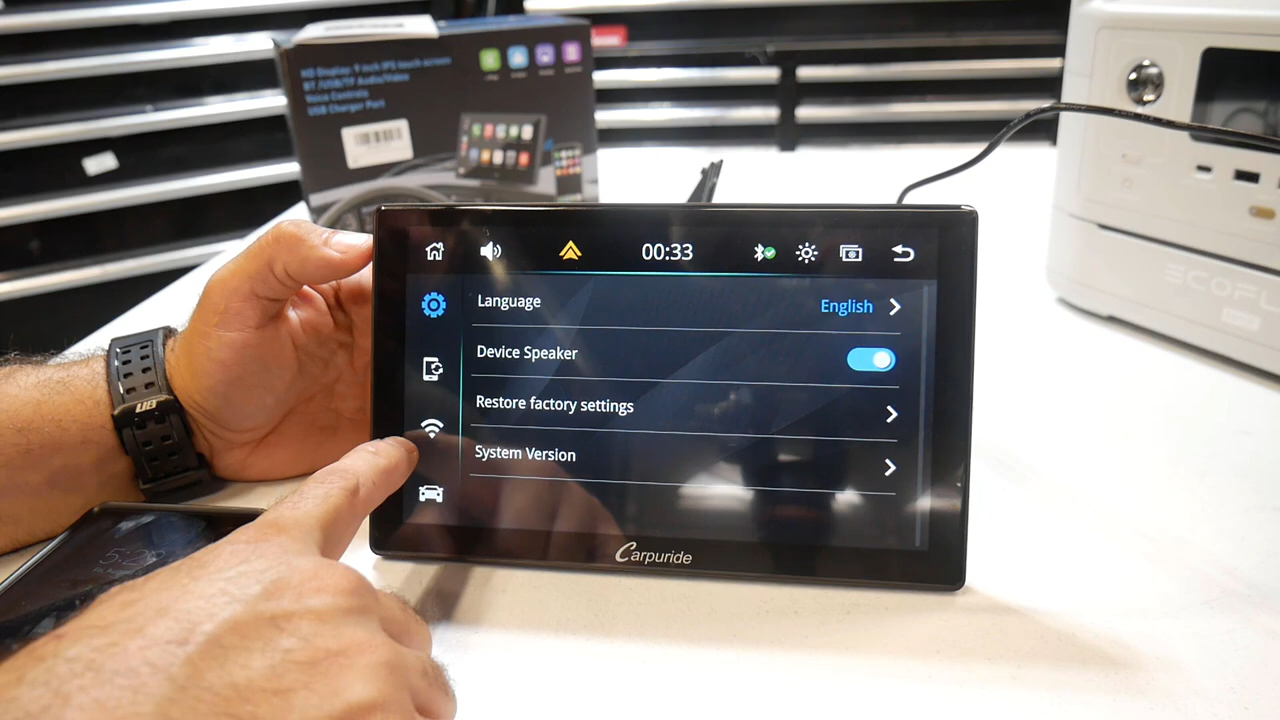 HD Display, 9 inch IPS touch screen
BT /USB/TF Audio/Video
Voice Controls
USB Charger Port
00:33
Language
English
Device Speaker
Restore factory settings
System Version
Carpuride